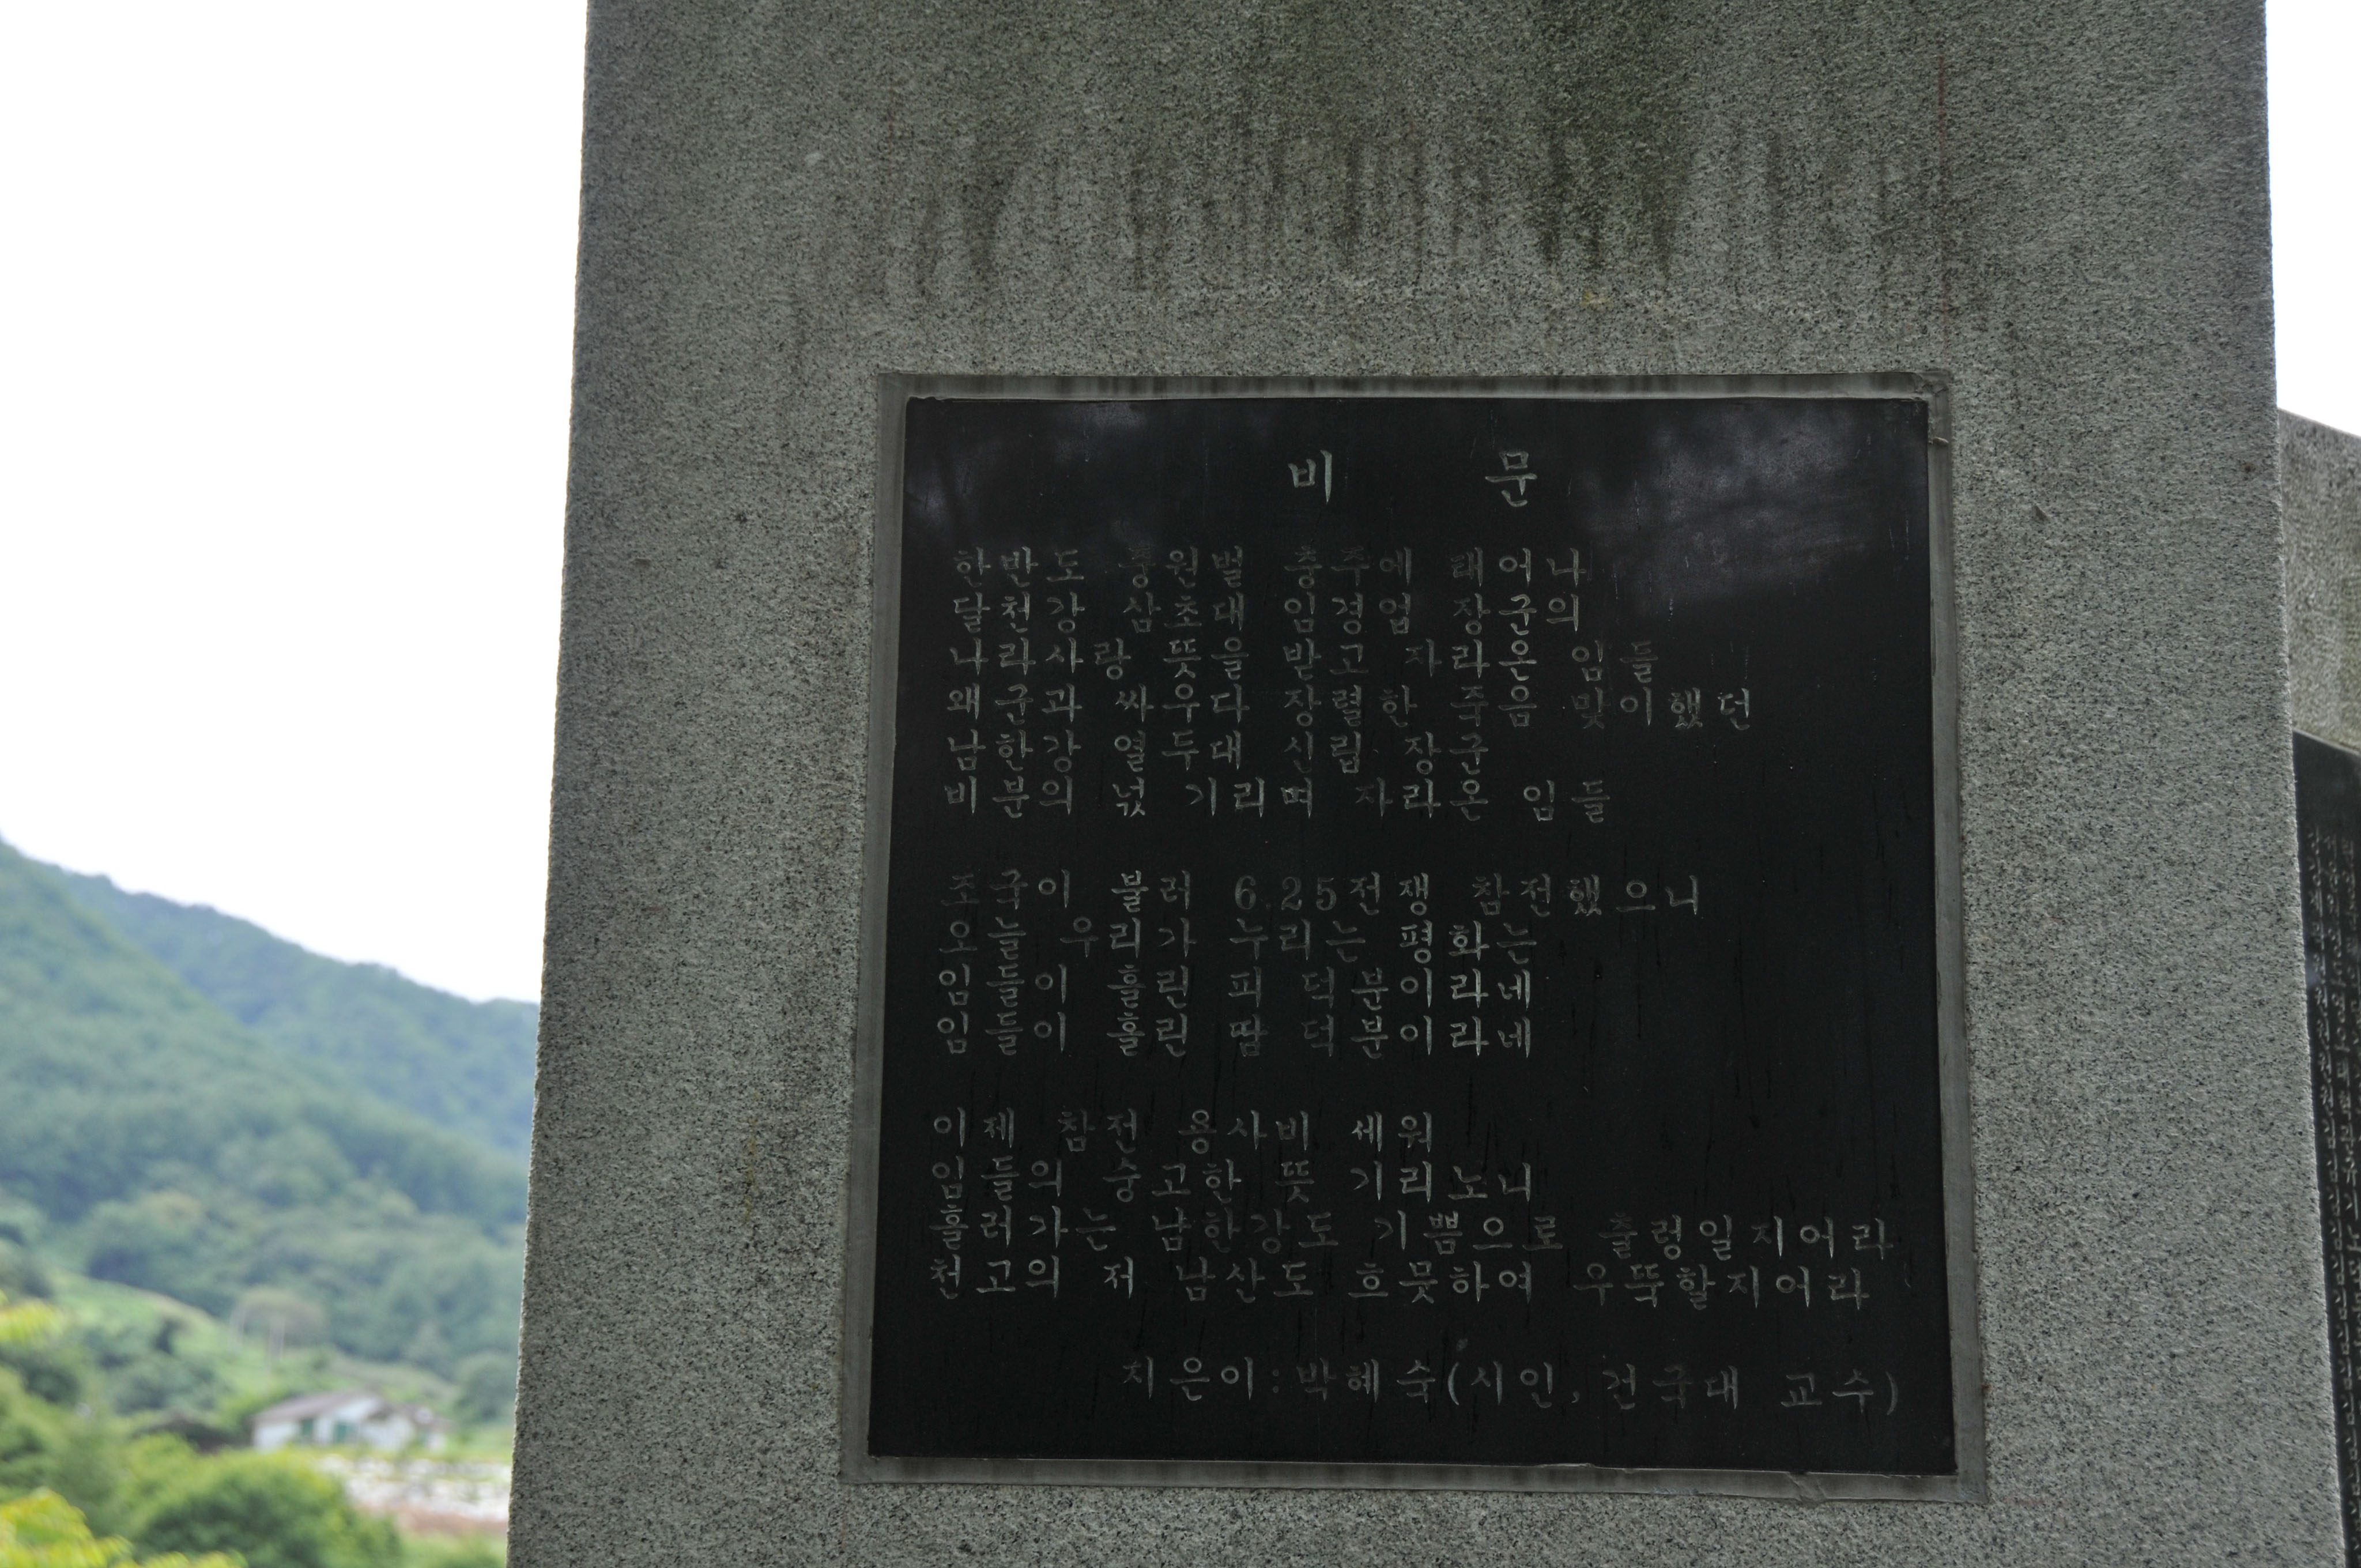 비 문
한반도 중원벌 충주에 태어나
달천강 삼초대 임경업 장군의
나라사랑 뜻을 받고 자라온 임들
왜군과 싸우다 장렬한 죽음 맞이했던
남한강 열두대 신립 장군
비분의 넋 기리며 자라온 임들
조국이 불러 6.25전쟁 참전했으니
오늘 우리가 누리는 평화는
임들이 흘린 피 덕분이라네
임들이 흘린 땀 덕분이라네
이제 참전 용사비 세워
임들의 숭고한 뜻 기리노니
흘러가는 남한강도 기쁨으로 출렁일지어라
천고의 저 남산도 흐뭇하여 우뚝할지어라
지은이:박혜숙(시인, 건국대 교수)